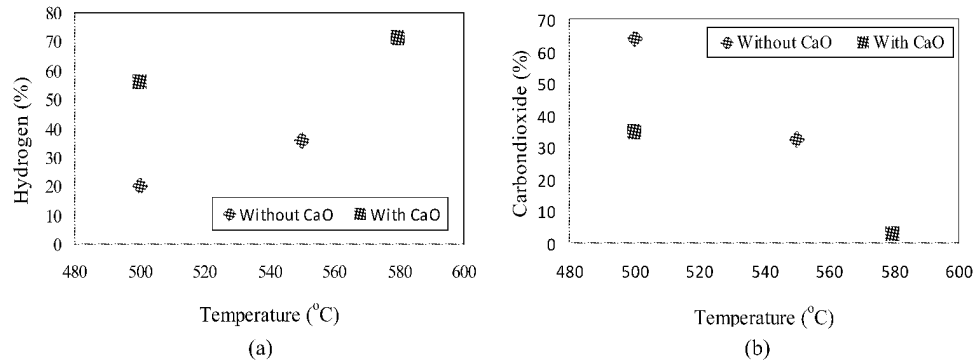 80
70
60
50
40
30
20
10
0
Hydrogen (%)
Without CaO With CaO
480 500 520 540 560 580 600
Temperature (°C)
(a)
70
60
50
40
30
20
10
0
Carbondioxide (%)
Without CaO With CaO
480 500 520 540 560 580 600
Temperature (°C)
(b)